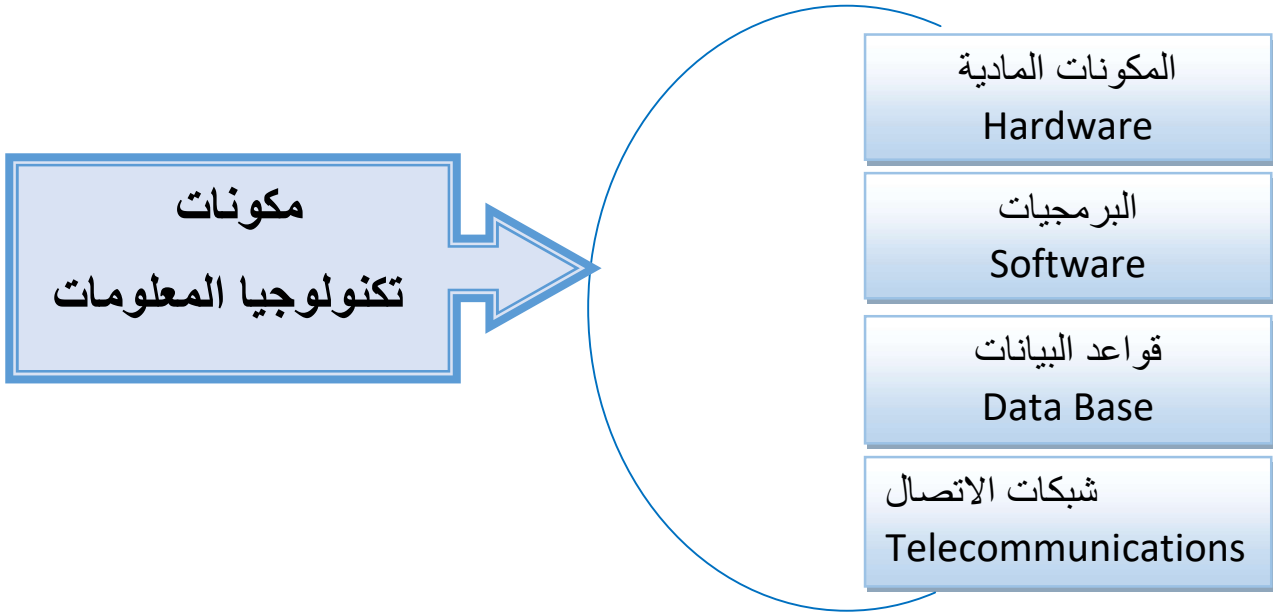 مكونات
تكنولوجيا المعلومات
المكونات المادية
Hardware
البرمجيات
Software
قواعد البيانات
Data Base
شبكات الاتصال
Telecommunications